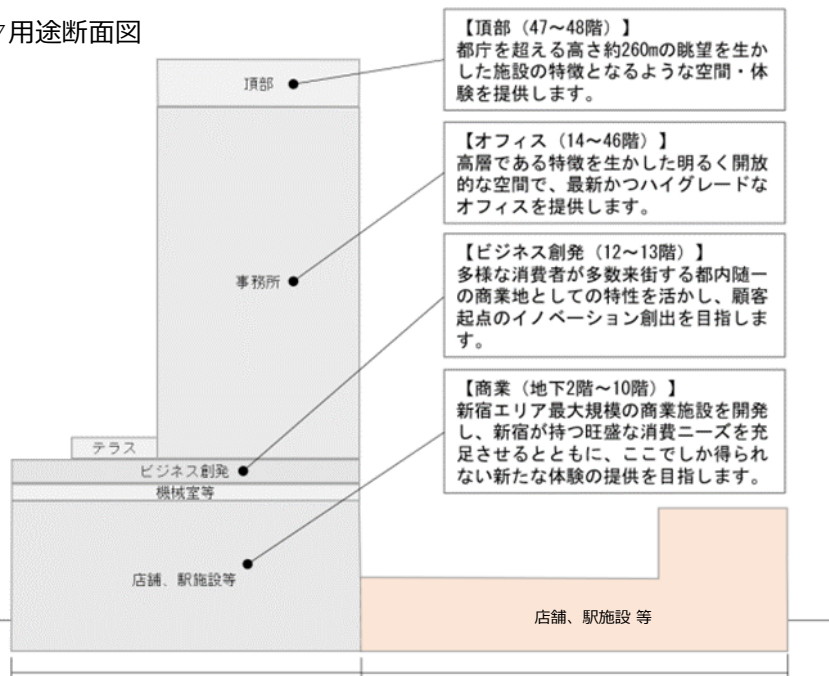 用途断面図
【頂部（47～48階）】
都庁を超える高さ約260mの眺望を生か
した施設の特徴となるような空間・体
験を提供します。
頂部
【オフィス（14～46階）】
高層である特徴を生かした明るく開放
的な空間で、最新かつハイグレードな
オフィスを提供します。
事務所
【ビジネス創発（12～13階）】
多様な消費者が多数来街する都内随一
の商業地としての特性を活かし、顧客
起点のイノベーション創出を目指しま
す。
【商業（地下2階～10階）】
新宿エリア最大規模の商業施設を開発
し、新宿が持つ旺盛な消費ニーズを充
足させるとともに、ここでしか得られ
ない新たな体験の提供を目指します。
テラス
ビジネス創発
機械室等
店舗、駅施設等
店舗、駅施設 等